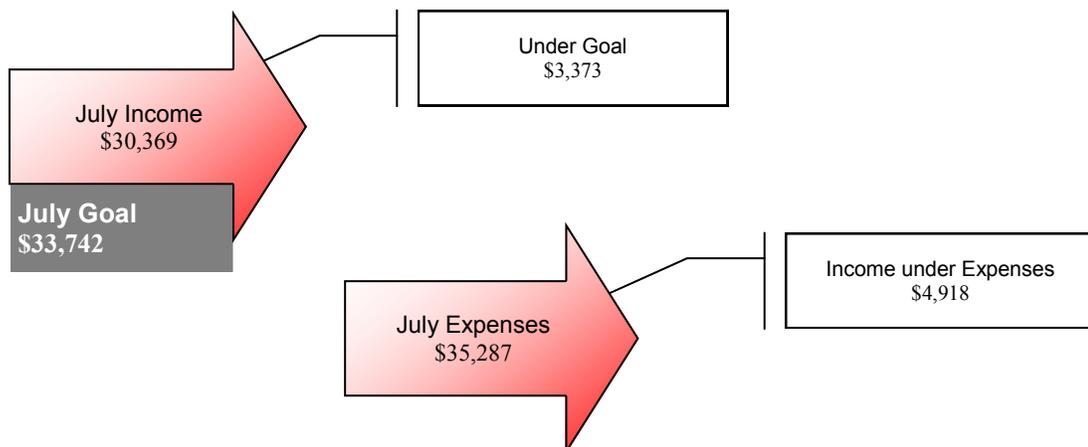 Under Goal
$3,373
July Income
$30,369
July Goal
$33,742
Income under Expenses
$4,918
July Expenses
$35,287